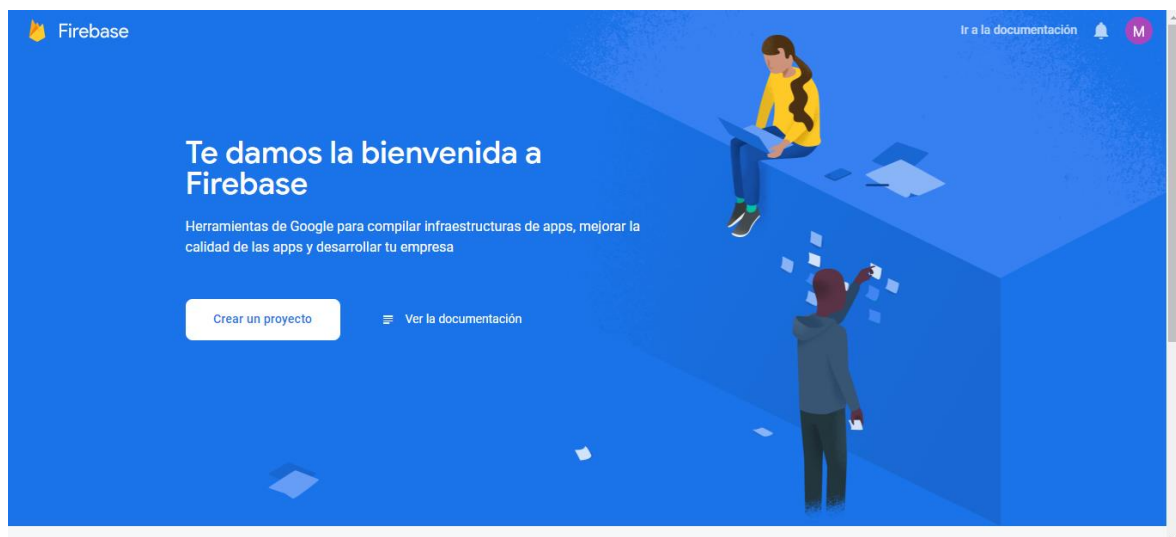 Firebase
Ir a la documentación
M
Te damos la bienvenida a
Firebase
Herramientas de Google para compilar infraestructuras de apps, mejorar la
calidad de las apps y desarrollar tu empresa
Crear un proyecto
Ver la documentación